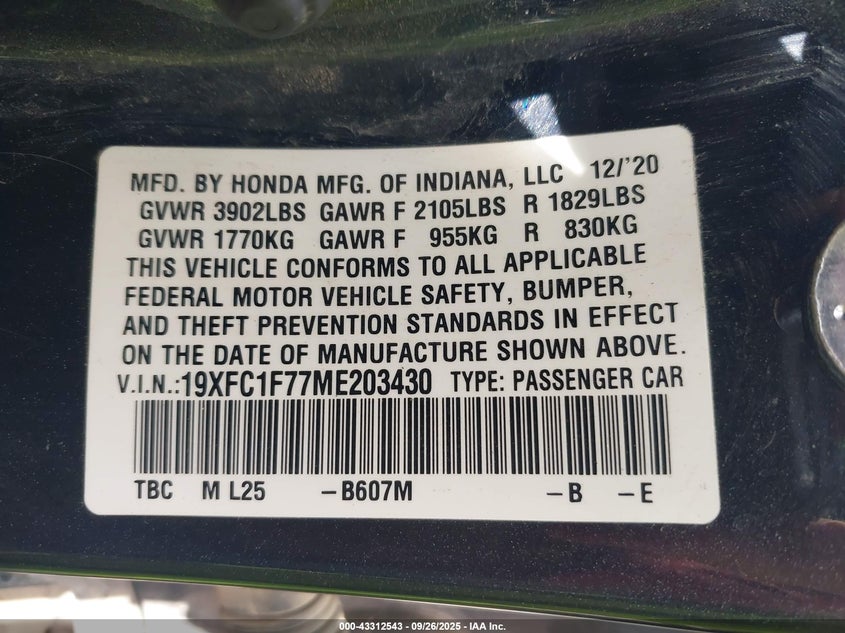 MFD. BY HONDA MFG. OF INDIANA, LLC 12/'20
GVWR 3902LBS GAWR F 2105LBS R 1829LBS
GVWR 1770KG GAWR F 955KG R 830KG
THIS VEHICLE CONFORMS TO ALL APPLICABLE
FEDERAL MOTOR VEHICLE SAFETY, BUMPER,
AND THEFT PREVENTION STANDARDS IN EFFECT
ON THE DATE OF MANUFACTURE SHOWN ABOVE.
V.I.N.:19XFC1F77ME203430 TYPE: PASSENGER CAR
TBC M L25 -B607M -B -E
000-43312543 - 09/26/2025 - IAA Inc.